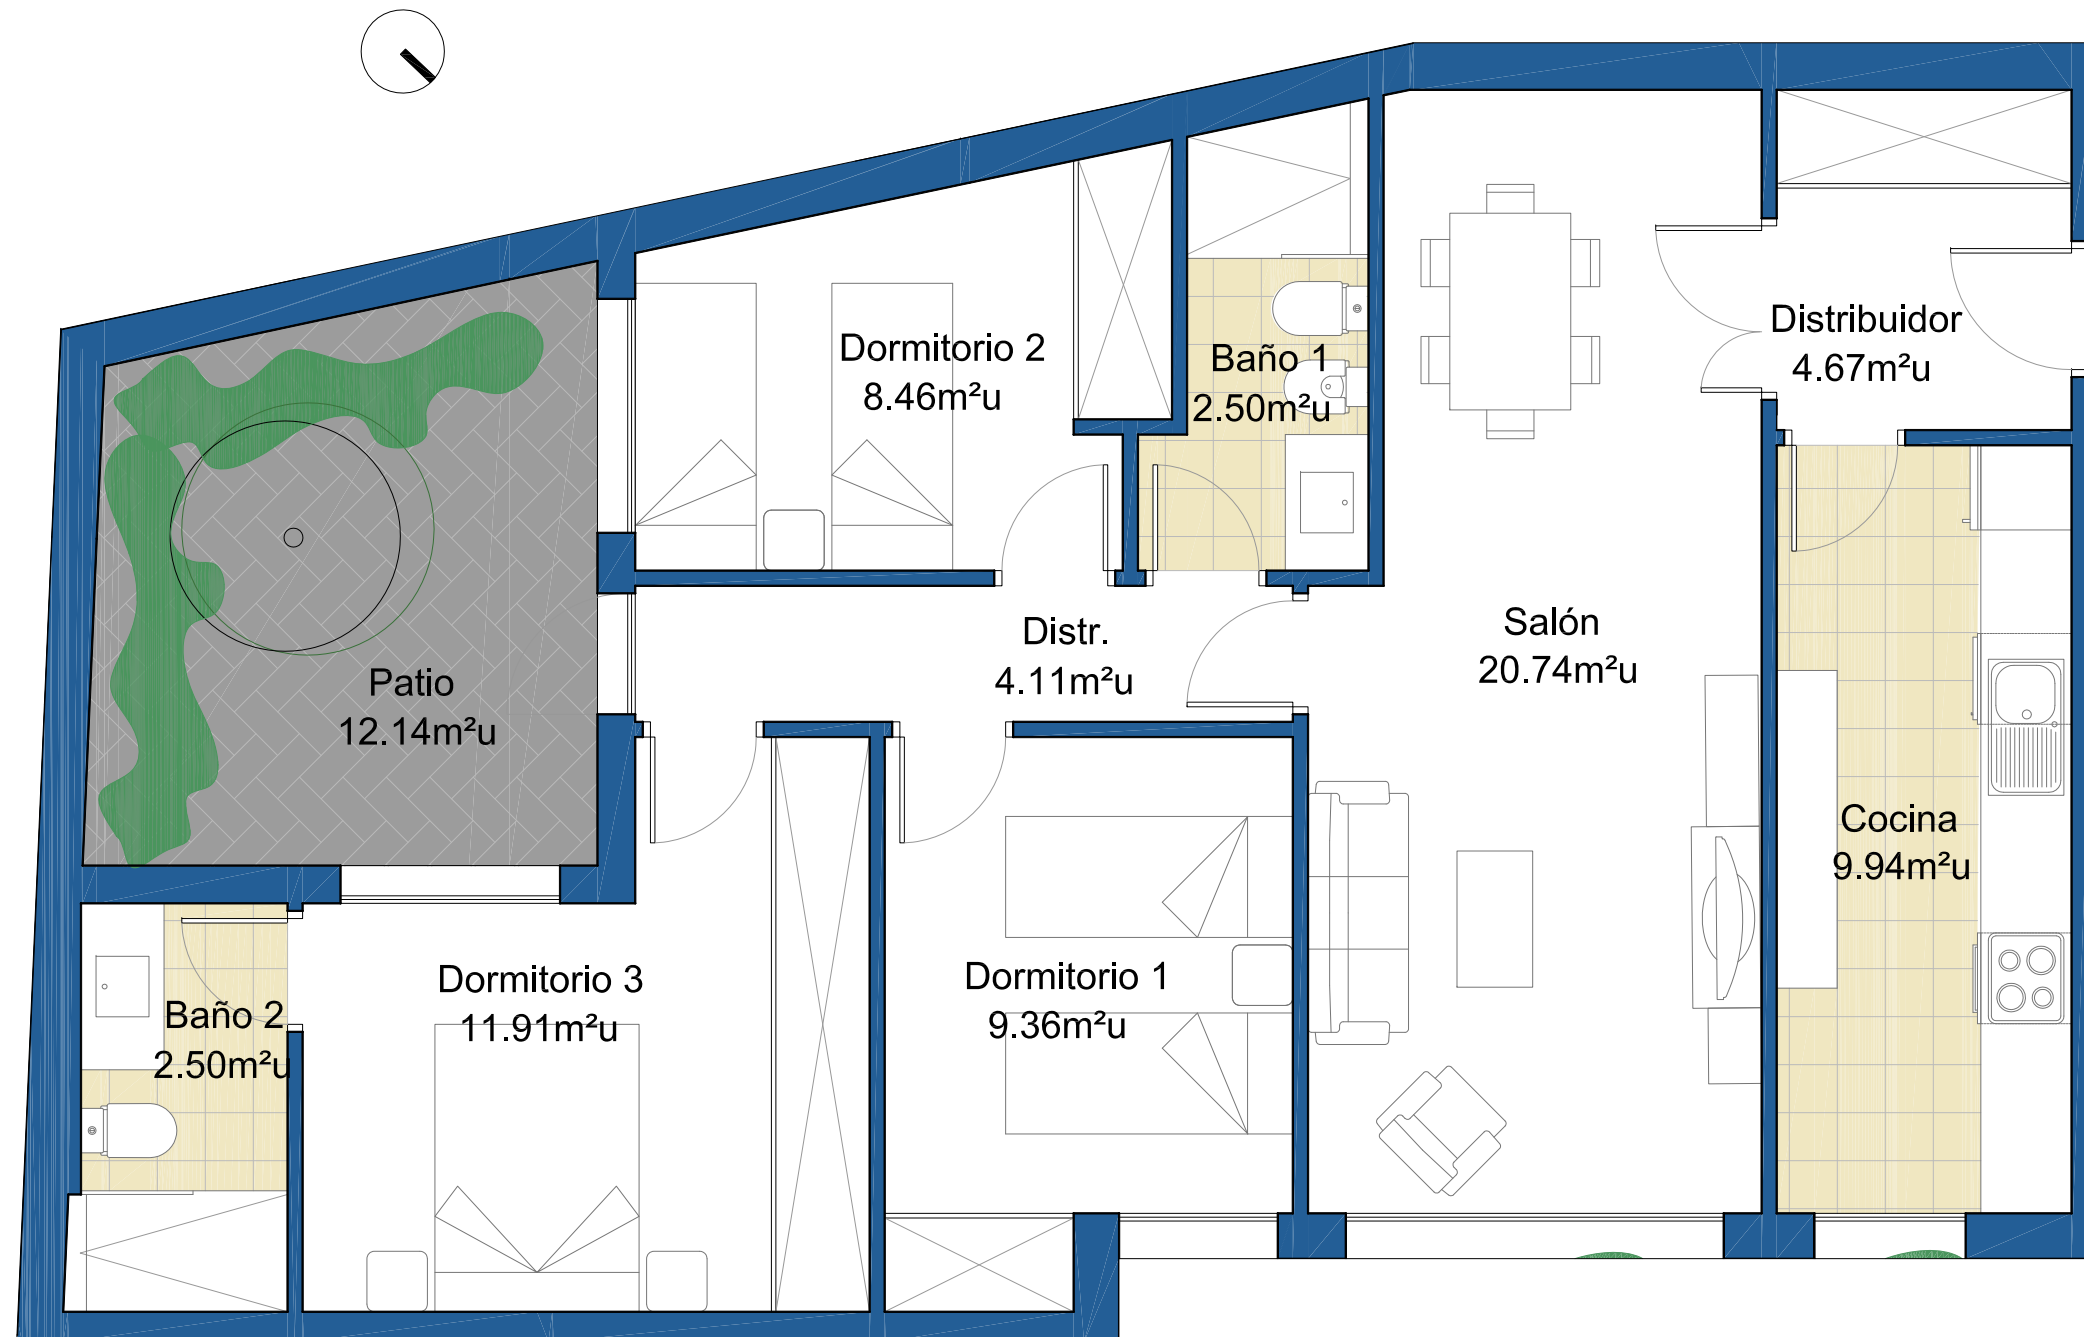 Distribuidor
4.67m²u
Dormitorio 2
8.46m²u
Baño 1
2.50m²u
Distr.
4.11m²u
Salón
20.74m²u
Patio
12.14m²u
Cocina
9.94m²u
Dormitorio 3
11.91m²u
Dormitorio 1
9.36m²u
Baño 2
2.50m²u